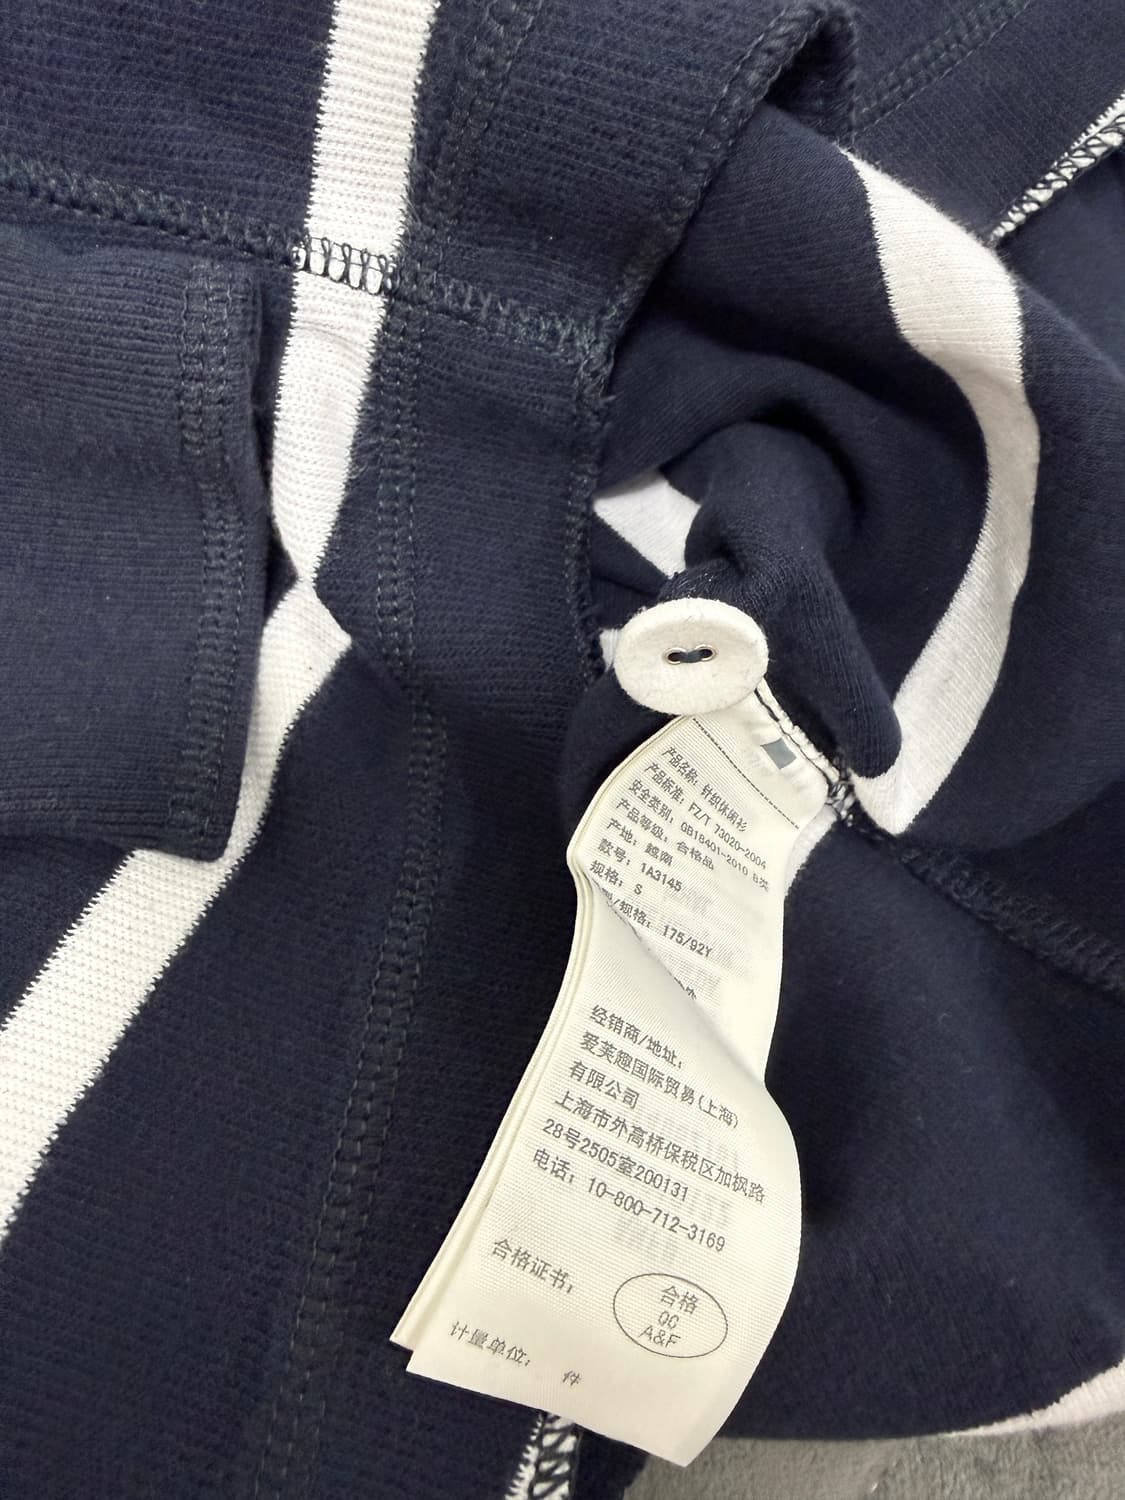 产品名称: 针织休闲衫
产品标准: FZ/T 73020-2004
安全类别: GB18401-2010 B类
产品等级: 合格品
产地: 越南
款号: 1A3145
规格: S
/规格: 175/92Y
经销商/地址:
爱芙趣国际贸易(上海)
有限公司
上海市外高桥保税区加枫路
28号2505室200131
电话: 10-800-712-3169
合格证书:
合格
QC
A&F
计量单位: 件